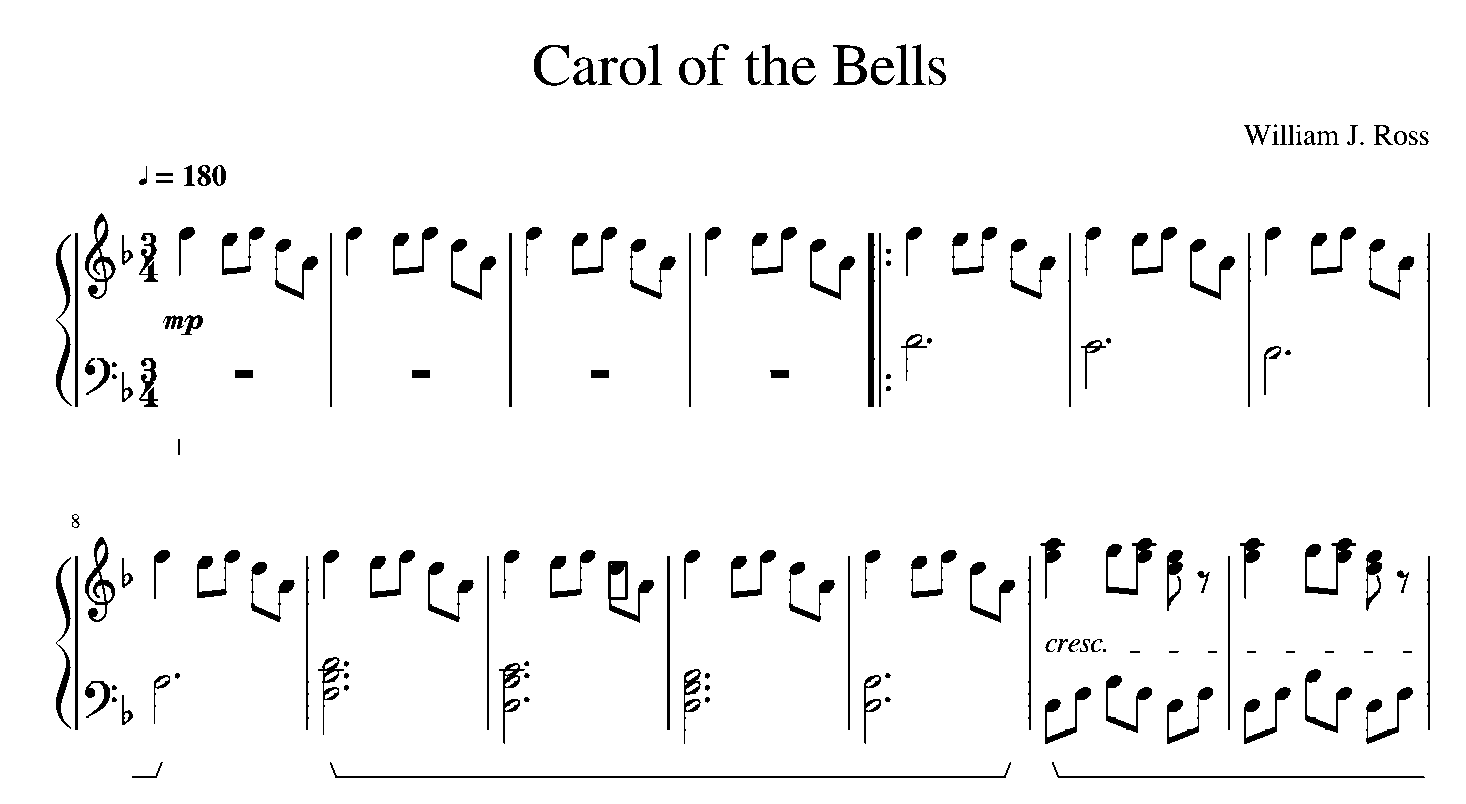 Carol of the Bells
William J. Ross
♩ = 180
3
4
mp
3
4
8
cresc.